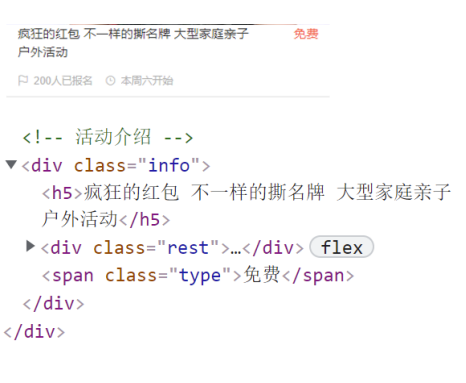 疯狂的红包 不一样的撕名牌 大型家庭亲子 免费
户外活动
200人已报名 本周六开始
<!-- 活动介绍 -->
▼<div class="info">
<h5>疯狂的红包 不一样的撕名牌 大型家庭亲子
户外活动</h5>
▶<div class="rest">…</div> flex
<span class="type">免费</span>
</div>
</div>